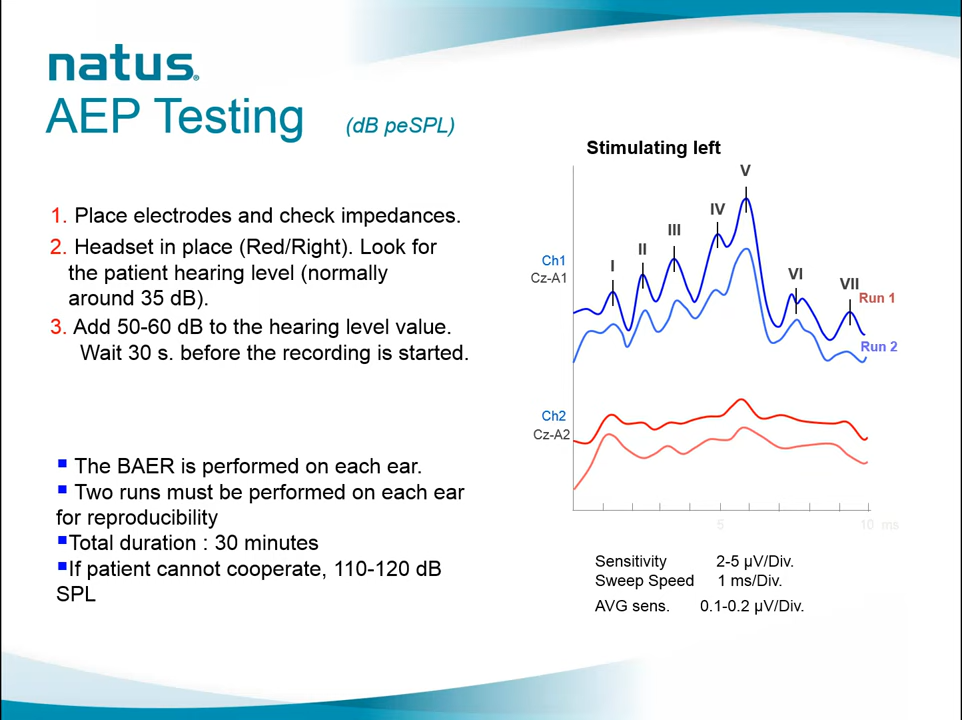 natus®
AEP Testing (dB peSPL)
1. Place electrodes and check impedances.
2. Headset in place (Red/Right). Look for
the patient hearing level (normally
around 35 dB).
3. Add 50-60 dB to the hearing level value.
Wait 30 s. before the recording is started.
▪ The BAER is performed on each ear.
▪ Two runs must be performed on each ear
for reproducibility
▪Total duration : 30 minutes
▪If patient cannot cooperate, 110-120 dB
SPL
Stimulating left
V
IV
III
II
I
VI
VII
Ch1
Cz-A1
Run 1
Run 2
Ch2
Cz-A2
5 10 ms
Sensitivity 2-5 µV/Div.
Sweep Speed 1 ms/Div.
AVG sens. 0.1-0.2 µV/Div.